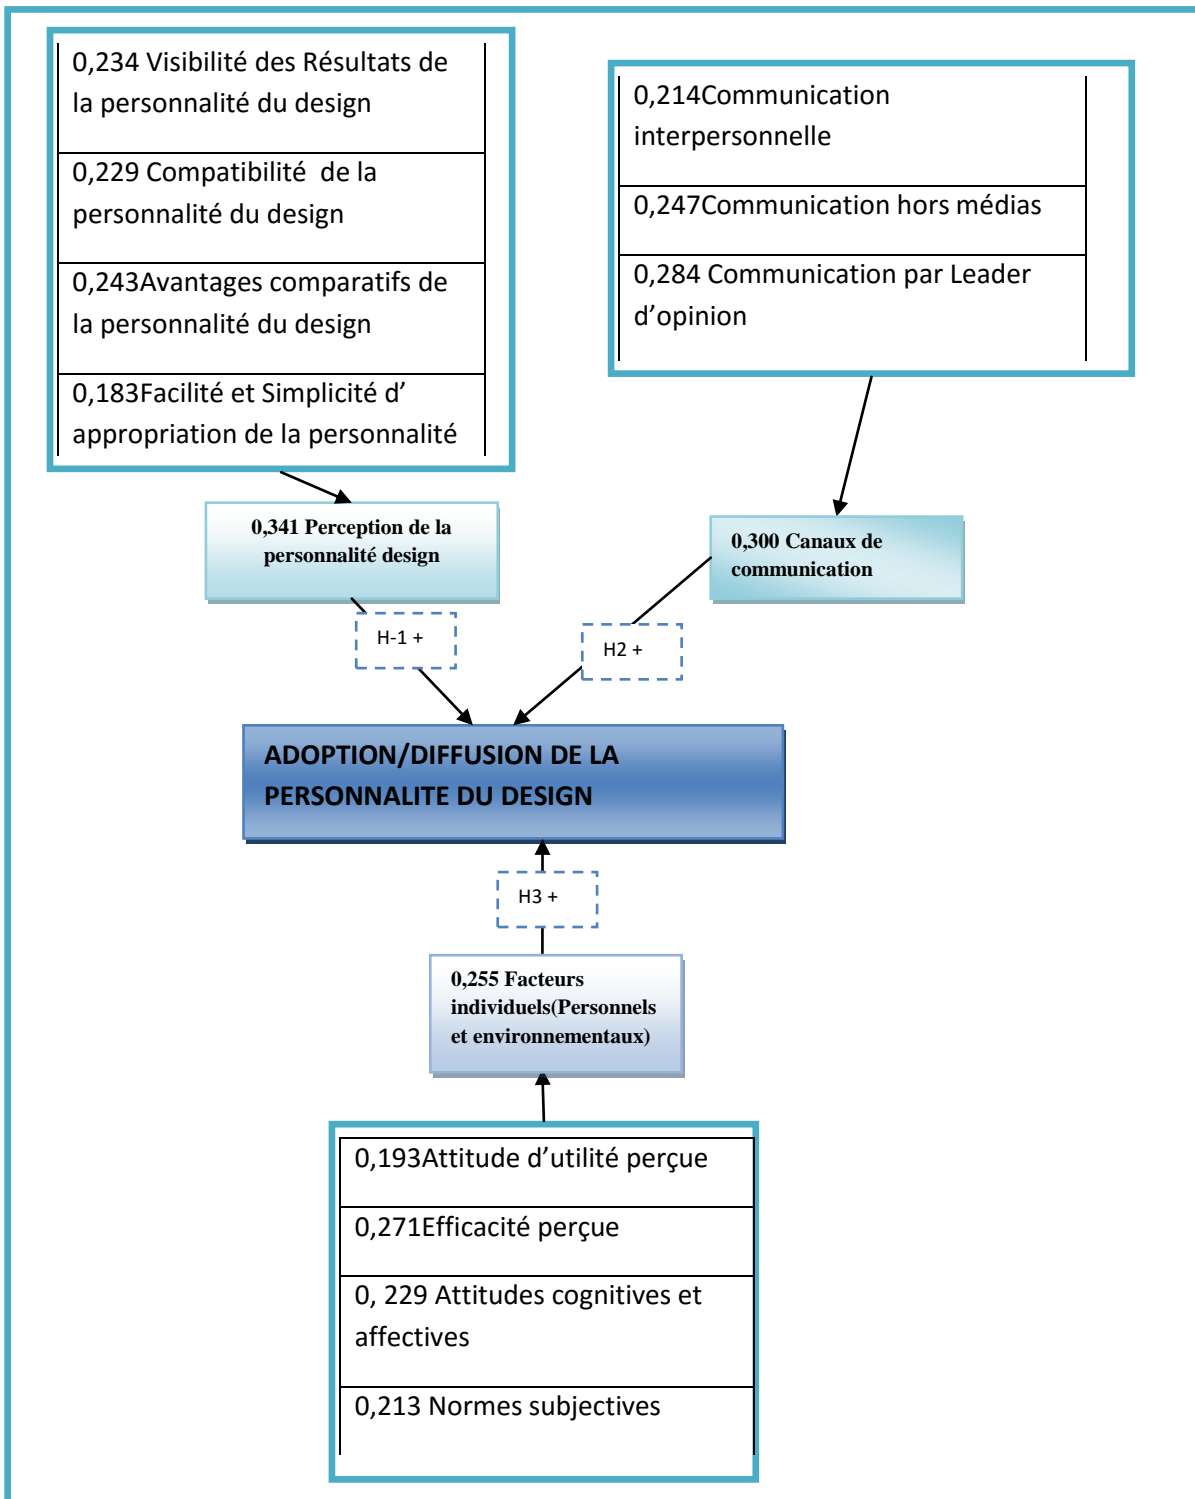 0,234 Visibilité des Résultats de
la personnalité du design
0,229 Compatibilité  de la
personnalité du design
0,243Avantages comparatifs de
la personnalité du design
0,183Facilité et Simplicité d’
appropriation de la personnalité
0,214Communication
interpersonnelle
0,247Communication hors médias
0,284 Communication par Leader
d’opinion
0,341 Perception de la
personnalité design
0,300 Canaux de
communication
H-1 +
H2 +
ADOPTION/DIFFUSION DE LA
PERSONNALITE DU DESIGN
H3 +
0,255 Facteurs
individuels(Personnels
et environnementaux)
0,193Attitude d’utilité perçue
0,271Efficacité perçue
0, 229 Attitudes cognitives et
affectives
0,213 Normes subjectives